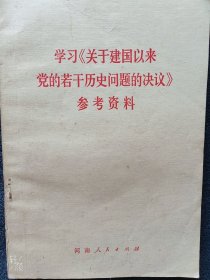 学习《关于建国以来
党的若干历史问题的决议》
参考资料
河南人民出版社